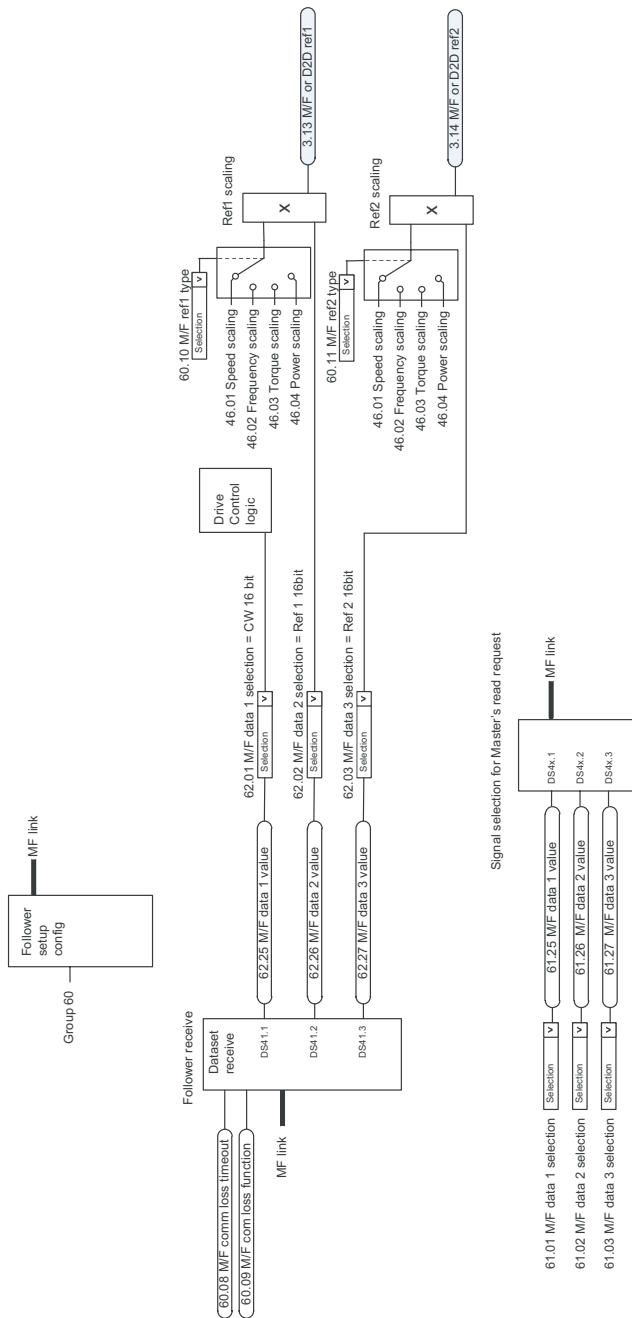 Group 60
Follower
setup
config
MF link
Follower receive
60.08 M/F comm loss timeout
60.09 M/F com loss function
MF link
Dataset
receive
DS41.1
DS41.2
DS41.3
62.25 M/F data 1 value
62.26 M/F data 2 value
62.27 M/F data 3 value
62.01 M/F data 1 selection = CW 16 bit
Selection
v
62.02 M/F data 2 selection = Ref 1 16bit
Selection
v
62.03 M/F data 3 selection = Ref 2 16bit
Selection
v
Drive
Control
logic
60.10 M/F ref1 type
Selection
v
46.01 Speed scaling
46.02 Frequency scaling
46.03 Torque scaling
46.04 Power scaling
Ref1 scaling
X
3.13 M/F or D2D ref1
60.11 M/F ref2 type
Selection
v
46.01 Speed scaling
46.02 Frequency scaling
46.03 Torque scaling
46.04 Power scaling
Ref2 scaling
X
3.14 M/F or D2D ref2
Signal selection for Master's read request
61.01 M/F data 1 selection
Selection
v
61.25 M/F data 1 value
DS4x.1
61.02 M/F data 2 selection
Selection
v
61.26 M/F data 2 value
DS4x.2
61.03 M/F data 3 selection
Selection
v
61.27 M/F data 3 value
DS4x.3
MF link